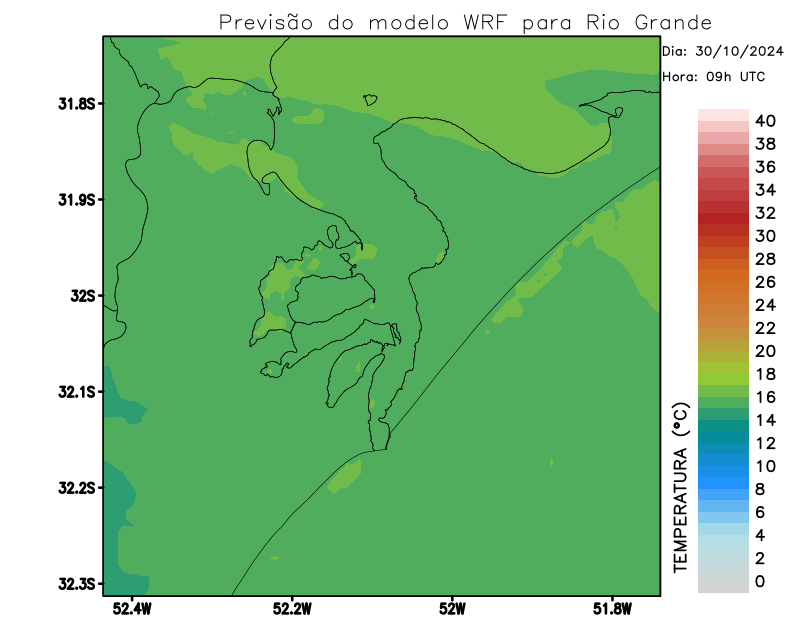 Previsão do modelo WRF para Rio Grande
Dia: 30/10/2024
Hora: 09h UTC
31.8S
31.9S
32S
32.1S
32.2S
32.3S
52.4W
52.2W
52W
51.8W
TEMPERATURA (°C)
40
38
36
34
32
30
28
26
24
22
20
18
16
14
12
10
8
6
4
2
0